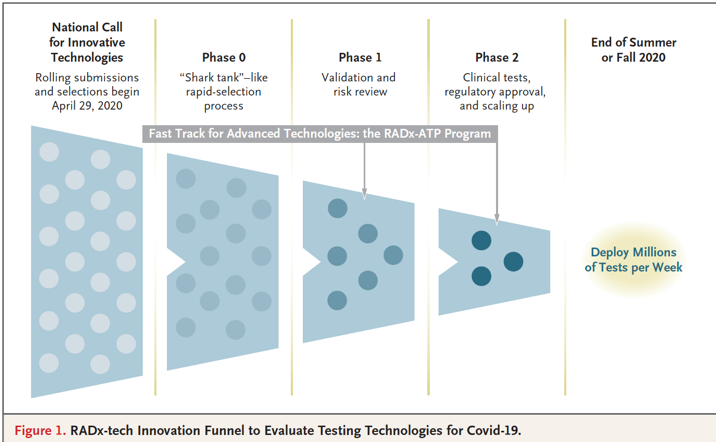 National Call
for Innovative
Technologies
Rolling submissions
and selections begin
April 29, 2020
Phase 0
“Shark tank”–like
rapid-selection
process
Phase 1
Validation and
risk review
Phase 2
Clinical tests,
regulatory approval,
and scaling up
End of Summer
or Fall 2020
Fast Track for Advanced Technologies: the RADx-ATP Program
Deploy Millions
of Tests per Week
Figure 1. RADx-tech Innovation Funnel to Evaluate Testing Technologies for Covid-19.